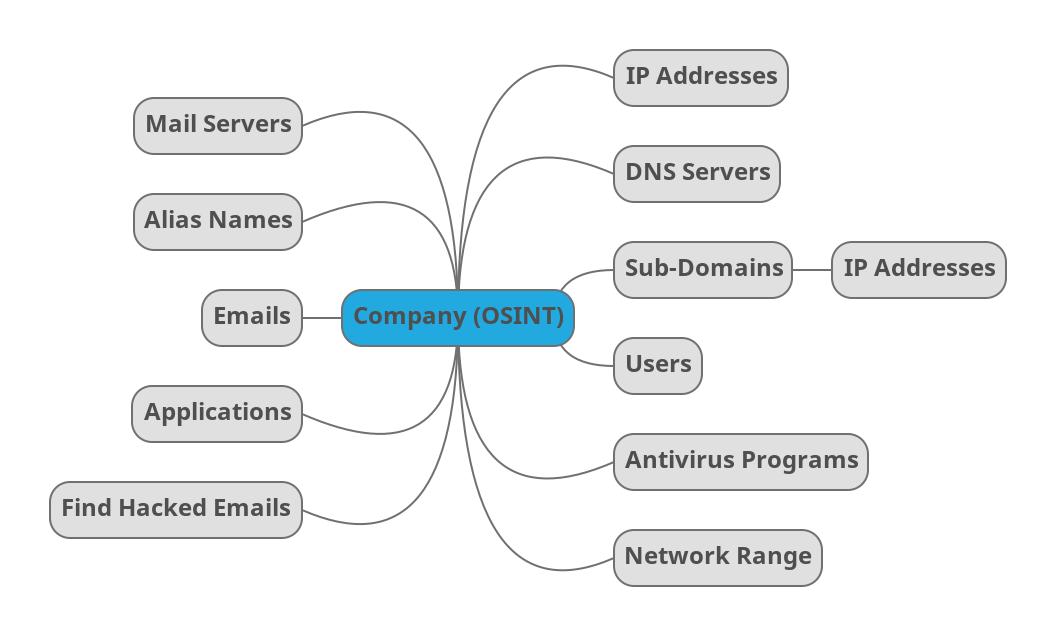 IP Addresses
Mail Servers
DNS Servers
Alias Names
Sub-Domains
IP Addresses
Emails
Company (OSINT)
Users
Applications
Antivirus Programs
Find Hacked Emails
Network Range